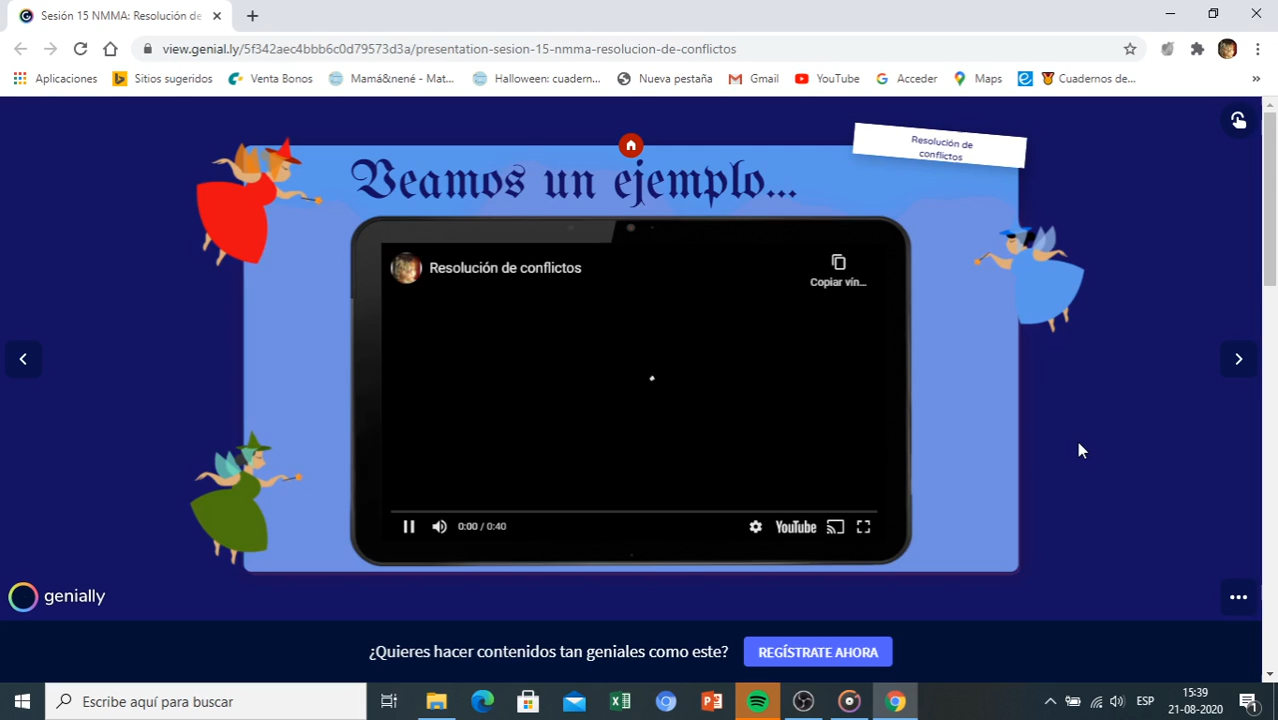 Sesión 15 NMMA: Resolución de
view.genial.ly/5f342aec4bbb6c0d79573d3a/presentation-sesion-15-nmma-resolucion-de-conflictos
Aplicaciones
Sitios sugeridos
Venta Bonos
Mamá&nené - Mat...
Halloween: cuadern...
Nueva pestaña
Gmail
YouTube
Acceder
Maps
Cuadernos de...
»
Resolución de
conflictos
Veamos un ejemplo...
Resolución de conflictos
Copiar vín...
0:00 / 0:40
YouTube
genially
¿Quieres hacer contenidos tan geniales como este?
REGÍSTRATE AHORA
Escribe aquí para buscar
ESP
15:39
21-08-2020
1